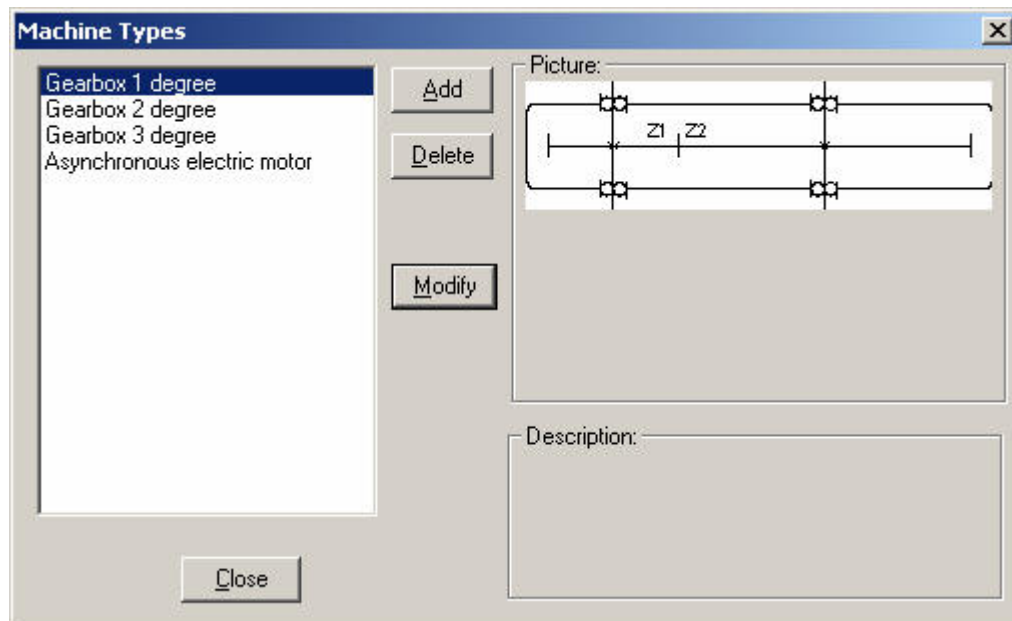 Machine Types
Gearbox 1 degree
Gearbox 2 degree
Gearbox 3 degree
Asynchronous electric motor
Add
Delete
Modify
Close
Picture:
Z1 Z2
Description: